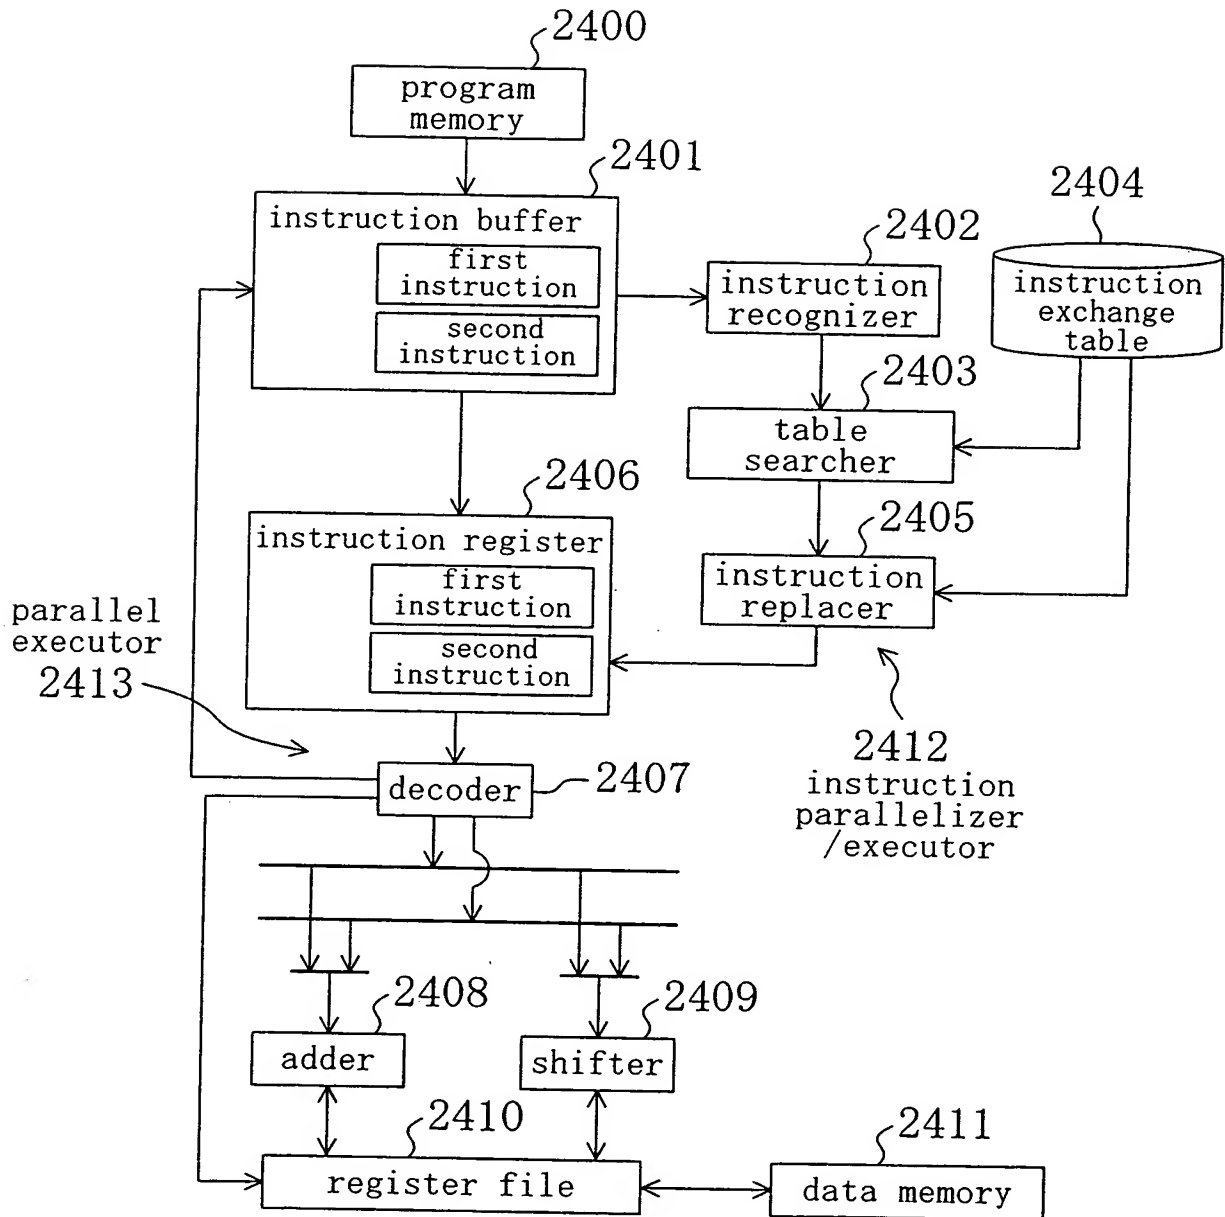 2400
program
memory
2401
instruction buffer
first
instruction
second
instruction
2402
instruction
recognizer
2404
instruction
exchange
table
2403
table
searcher
2406
instruction register
first
instruction
second
instruction
2405
instruction
replacer
parallel
executor
2413
2412
instruction
parallelizer
/executor
decoder
2407
2408
adder
2409
shifter
2410
register file
2411
data memory